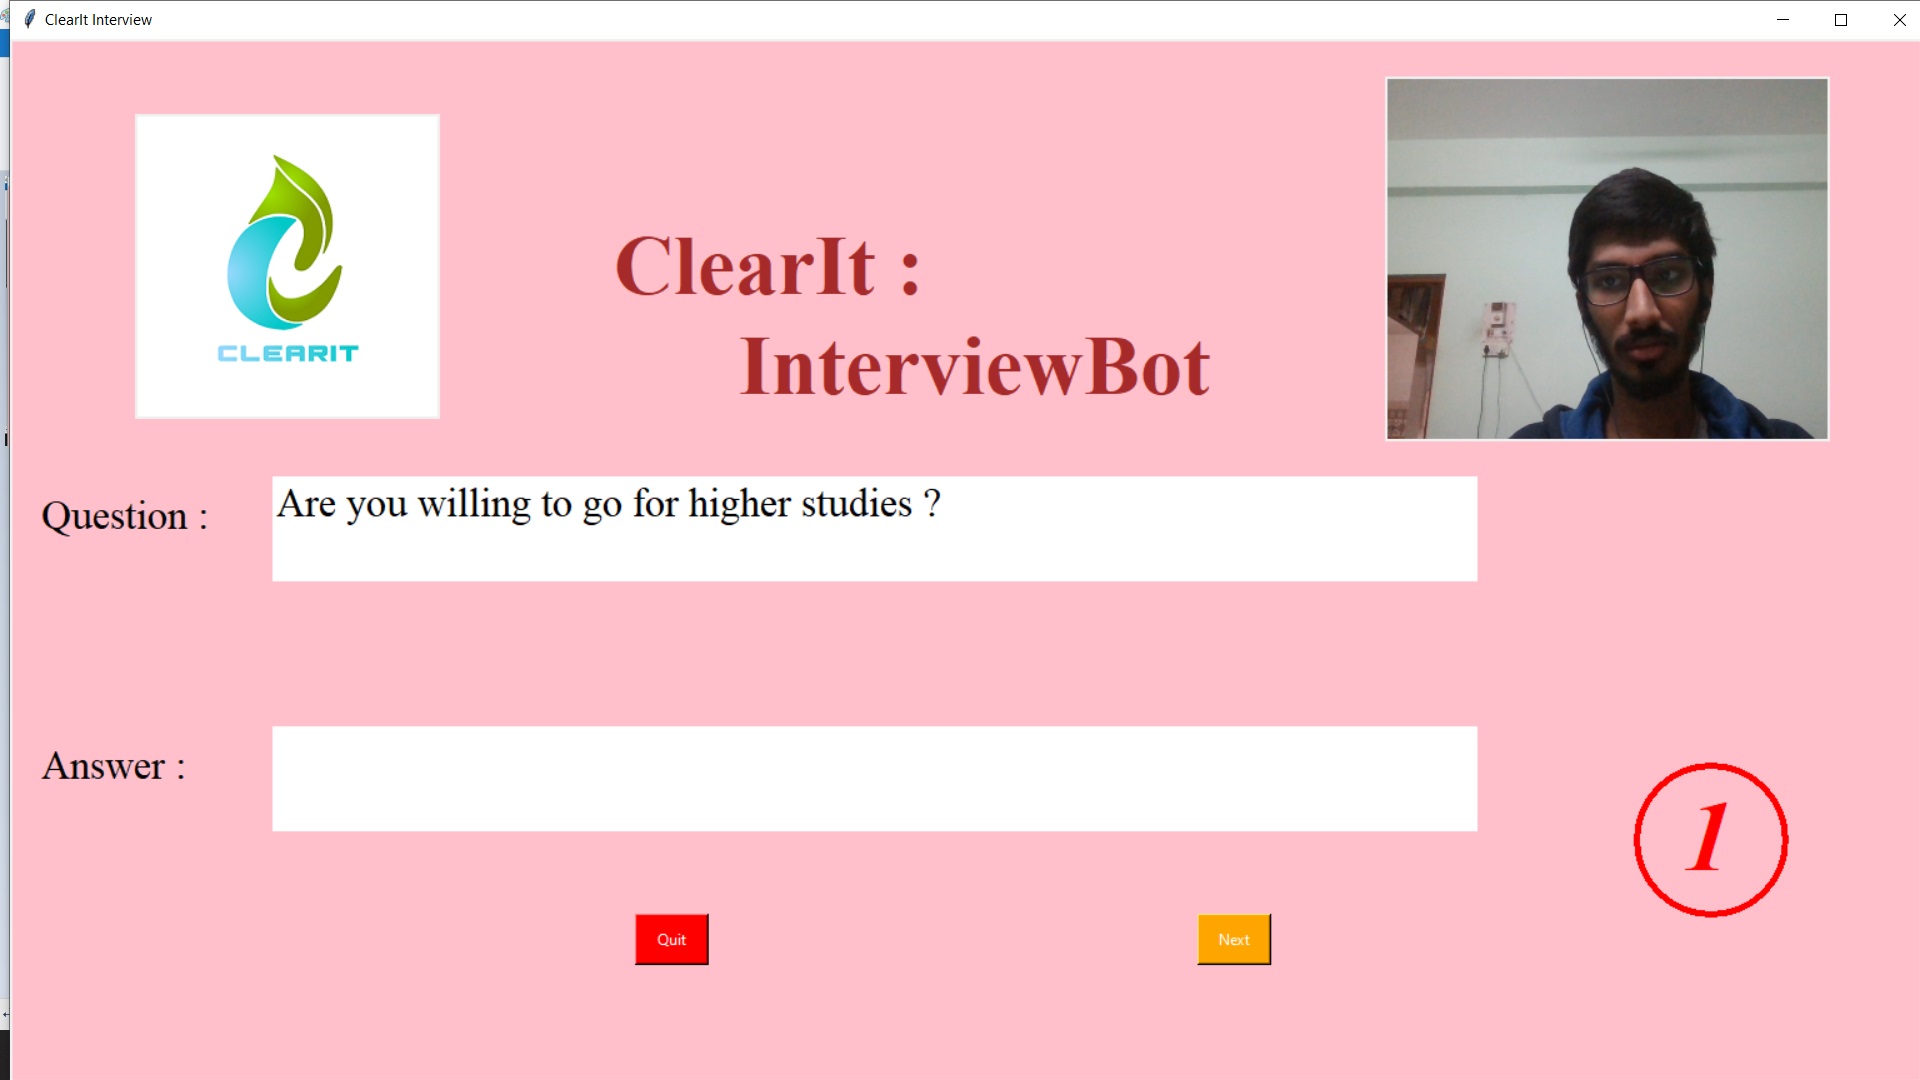 ClearIt Interview
CLEARIT
ClearIt :
InterviewBot
Question :
Are you willing to go for higher studies ?
Answer :
1
Quit
Next